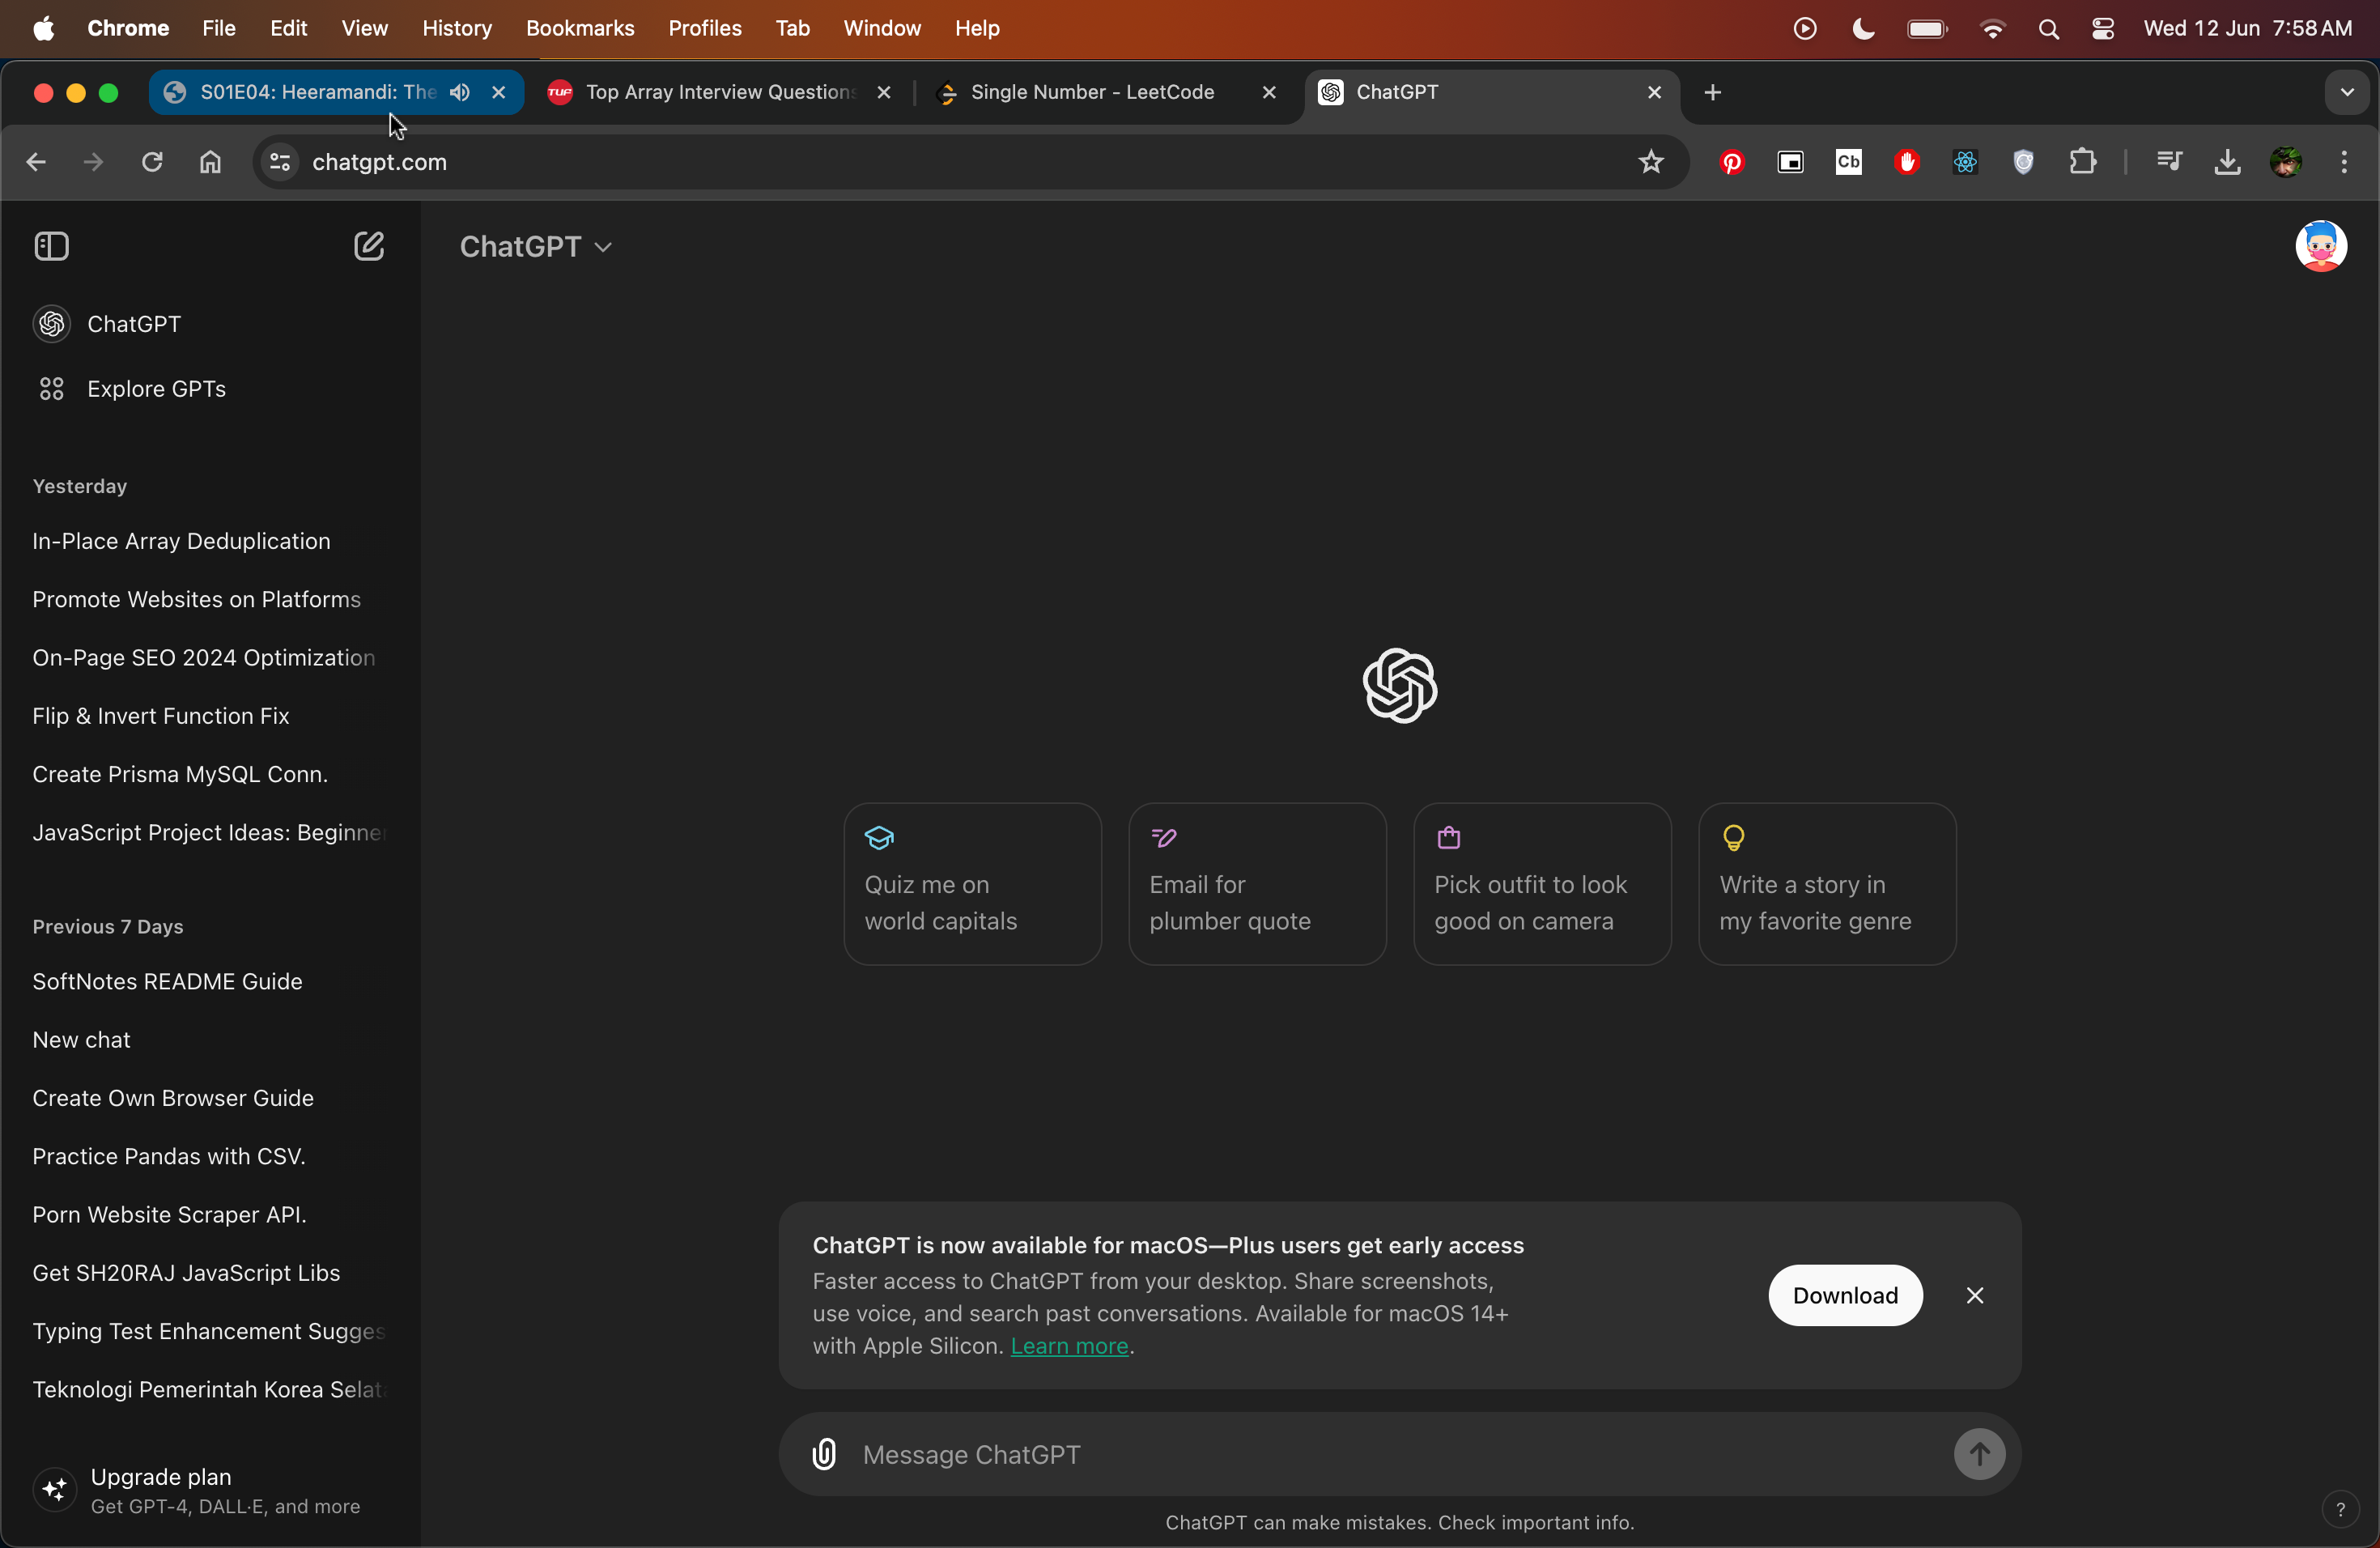 Chrome File Edit View History Bookmarks Profiles Tab Window Help Wed 12 Jun 7:58 AM
S01E04: Heeramandi: The TUF Top Array Interview Questions Single Number - LeetCode ChatGPT
chatgpt.com Cb
ChatGPT
ChatGPT
Explore GPTs
Yesterday
In-Place Array Deduplication
Promote Websites on Platforms
On-Page SEO 2024 Optimization
Flip & Invert Function Fix
Create Prisma MySQL Conn.
JavaScript Project Ideas: Beginner
Previous 7 Days
SoftNotes README Guide
New chat
Create Own Browser Guide
Practice Pandas with CSV.
Porn Website Scraper API.
Get SH20RAJ JavaScript Libs
Typing Test Enhancement Sugges
Teknologi Pemerintah Korea Selat
Upgrade plan
Get GPT-4, DALL·E, and more
Quiz me on
world capitals
Email for
plumber quote
Pick outfit to look
good on camera
Write a story in
my favorite genre
ChatGPT is now available for macOS—Plus users get early access
Faster access to ChatGPT from your desktop. Share screenshots,
use voice, and search past conversations. Available for macOS 14+
with Apple Silicon. Learn more.
Download
Message ChatGPT
ChatGPT can make mistakes. Check important info.
?